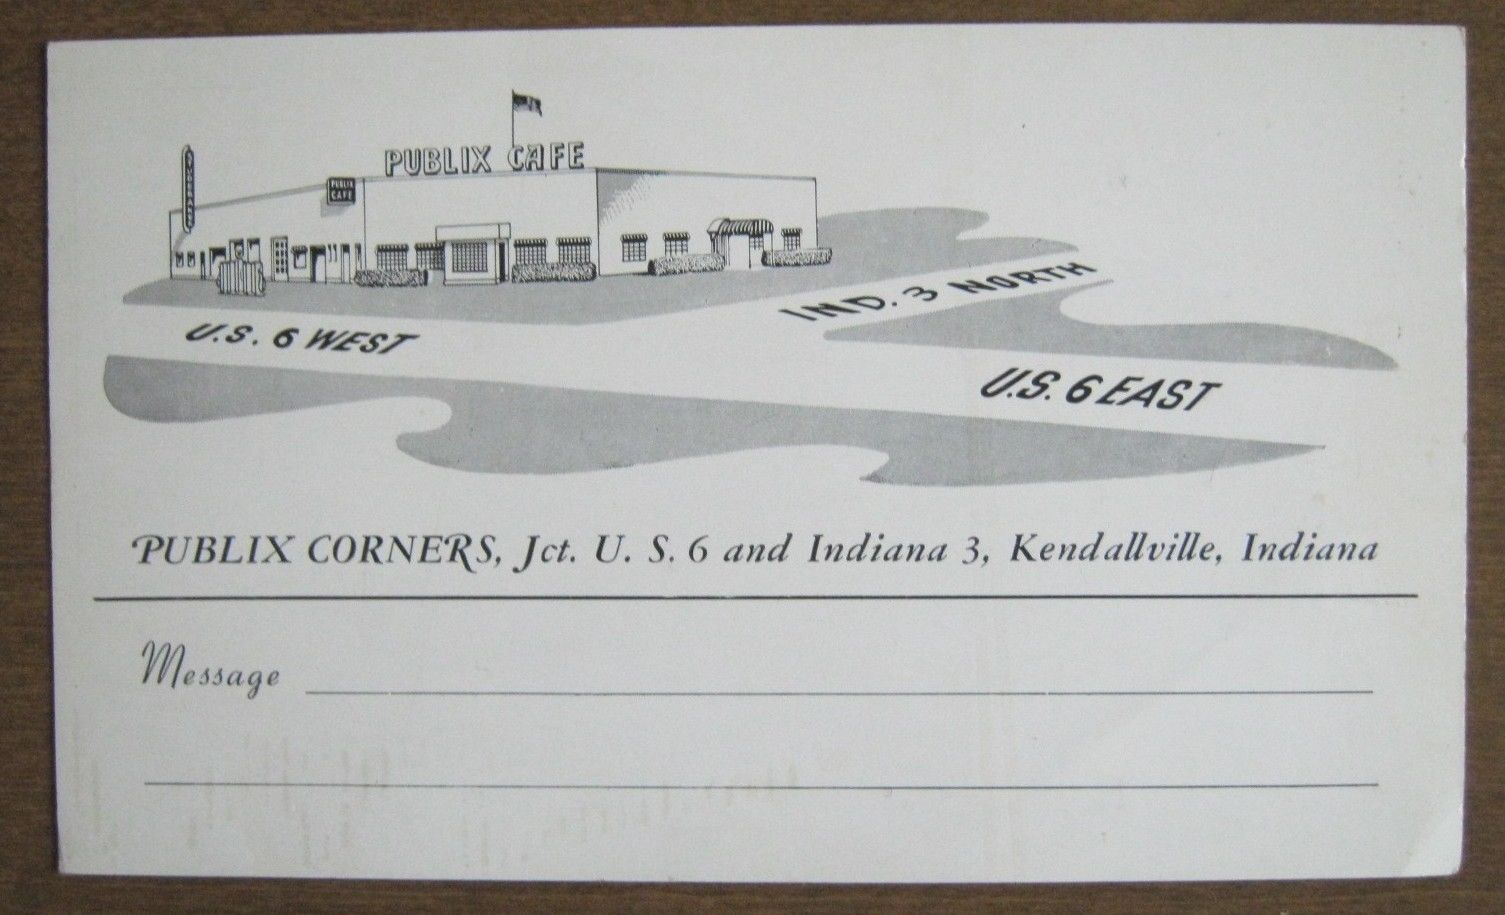 STUDEBAKER
PUBLIX
CAFE
PUBLIX CAFE
IND. 3 NORTH
U.S. 6 WEST
U.S. 6 EAST
PUBLIX CORNERS, Jct. U. S. 6 and Indiana 3, Kendallville, Indiana
Message